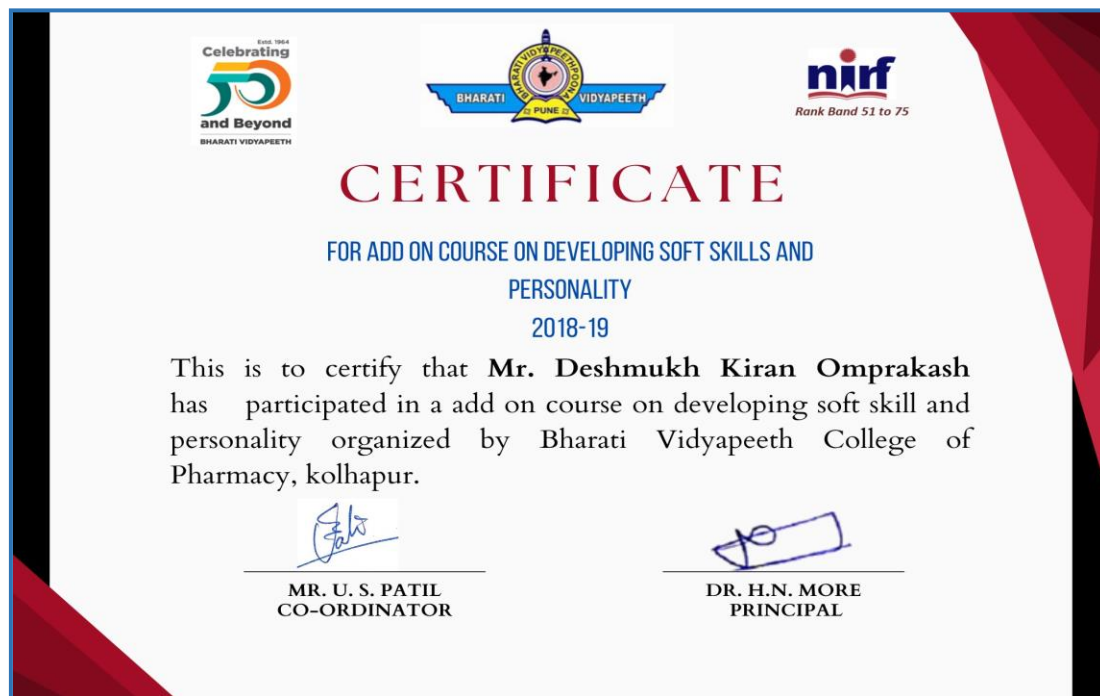 Estd. 1964
Celebrating
50
and Beyond
BHARATI VIDYAPEETH
BHARATI VIDYAPEETH POONA
BHARATI VIDYAPEETH
PUNE
nirf
Rank Band 51 to 75
CERTIFICATE
FOR ADD ON COURSE ON DEVELOPING SOFT SKILLS AND
PERSONALITY
2018-19
This is to certify that Mr. Deshmukh Kiran Omprakash
has participated in a add on course on developing soft skill and
personality organized by Bharati Vidyapeeth College of
Pharmacy, kolhapur.
MR. U. S. PATIL
CO-ORDINATOR
DR. H.N. MORE
PRINCIPAL